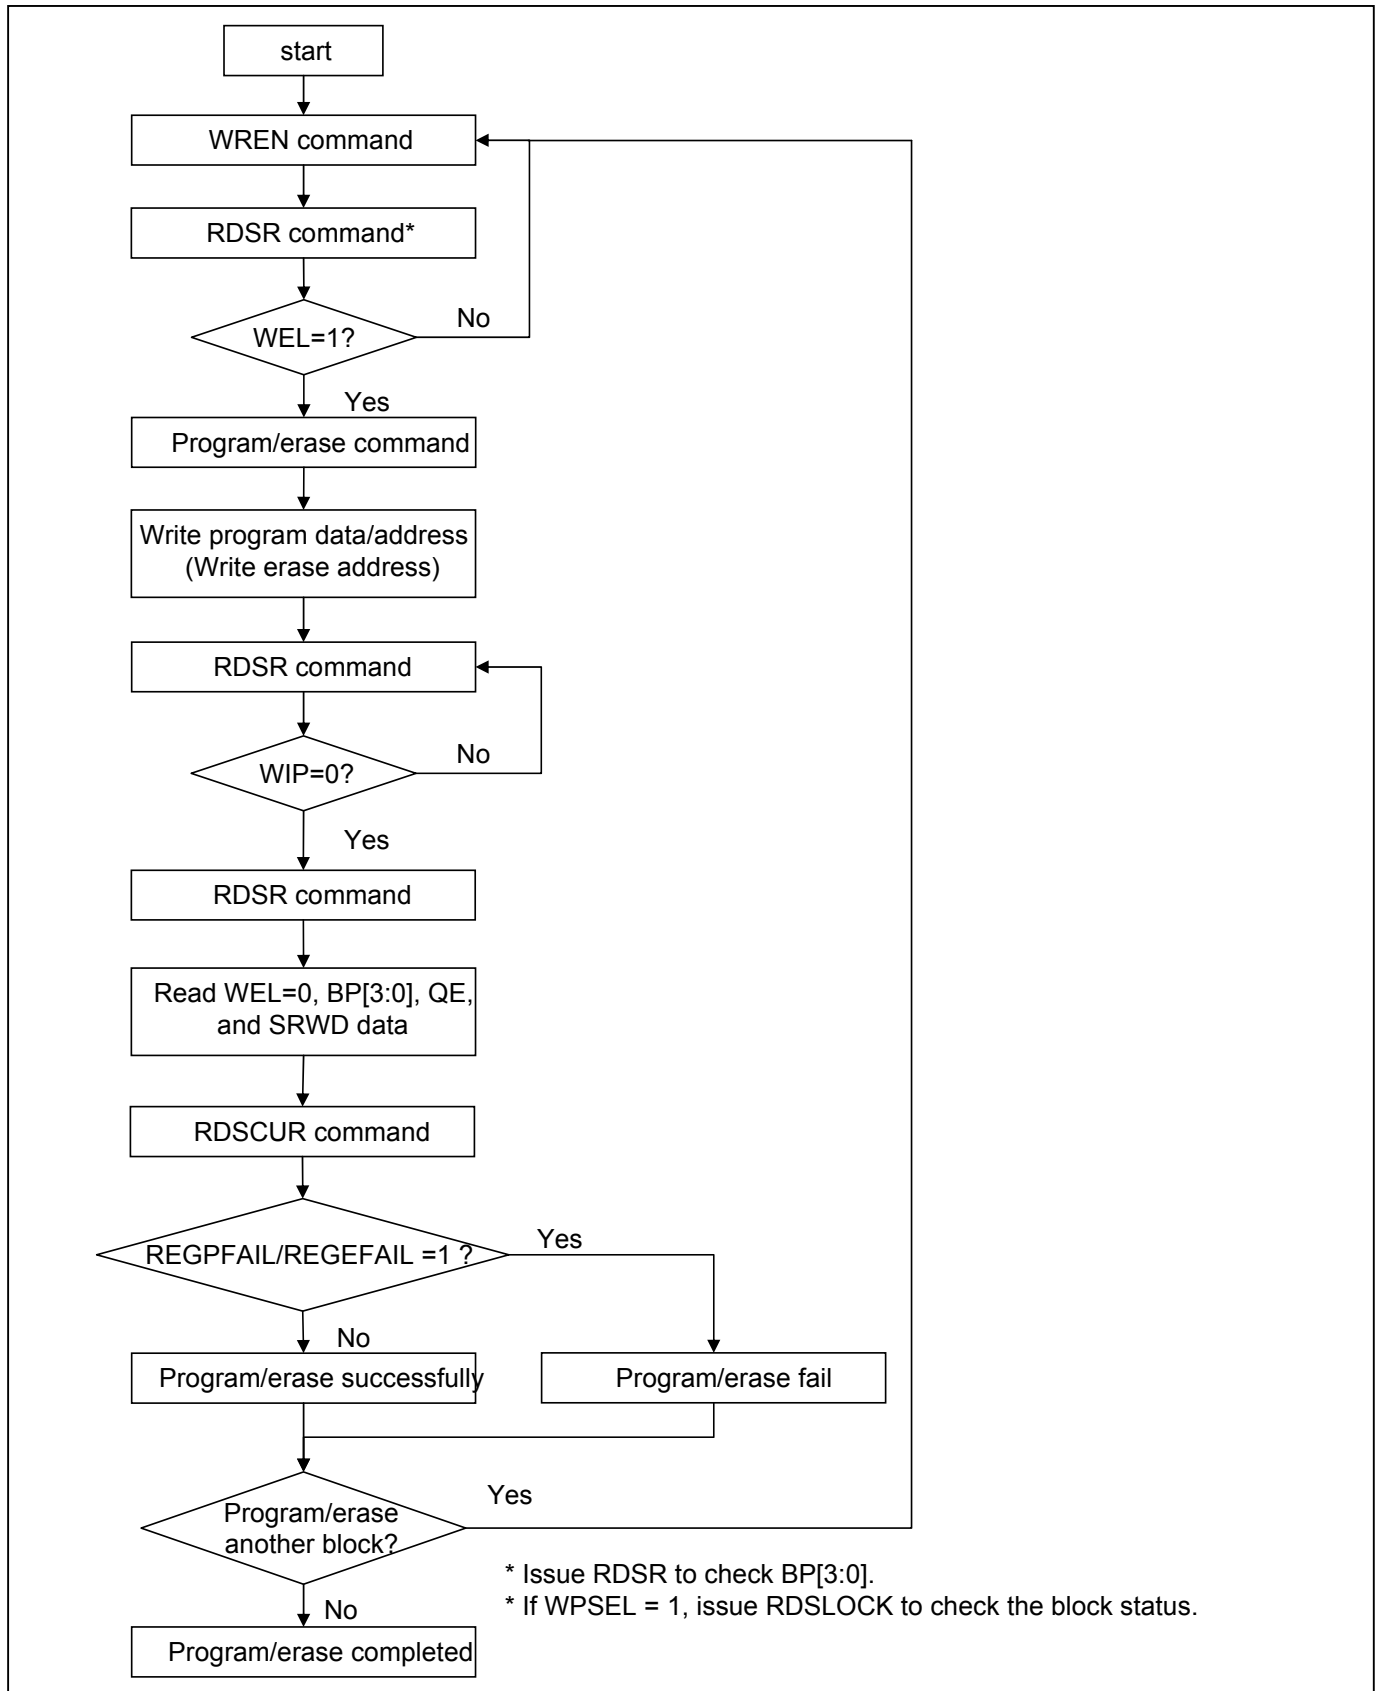 start
WREN command
RDSR command*
WEL=1?
No
Yes
Program/erase command
Write program data/address
(Write erase address)
RDSR command
WIP=0?
No
Yes
RDSR command
Read WEL=0, BP[3:0], QE,
and SRWD data
RDSCUR command
REGPFAIL/REGEFAIL =1 ?
Yes
No
Program/erase successfully
Program/erase fail
Program/erase
another block?
Yes
No
* Issue RDSR to check BP[3:0].
* If WPSEL = 1, issue RDSLOCK to check the block status.
Program/erase completed